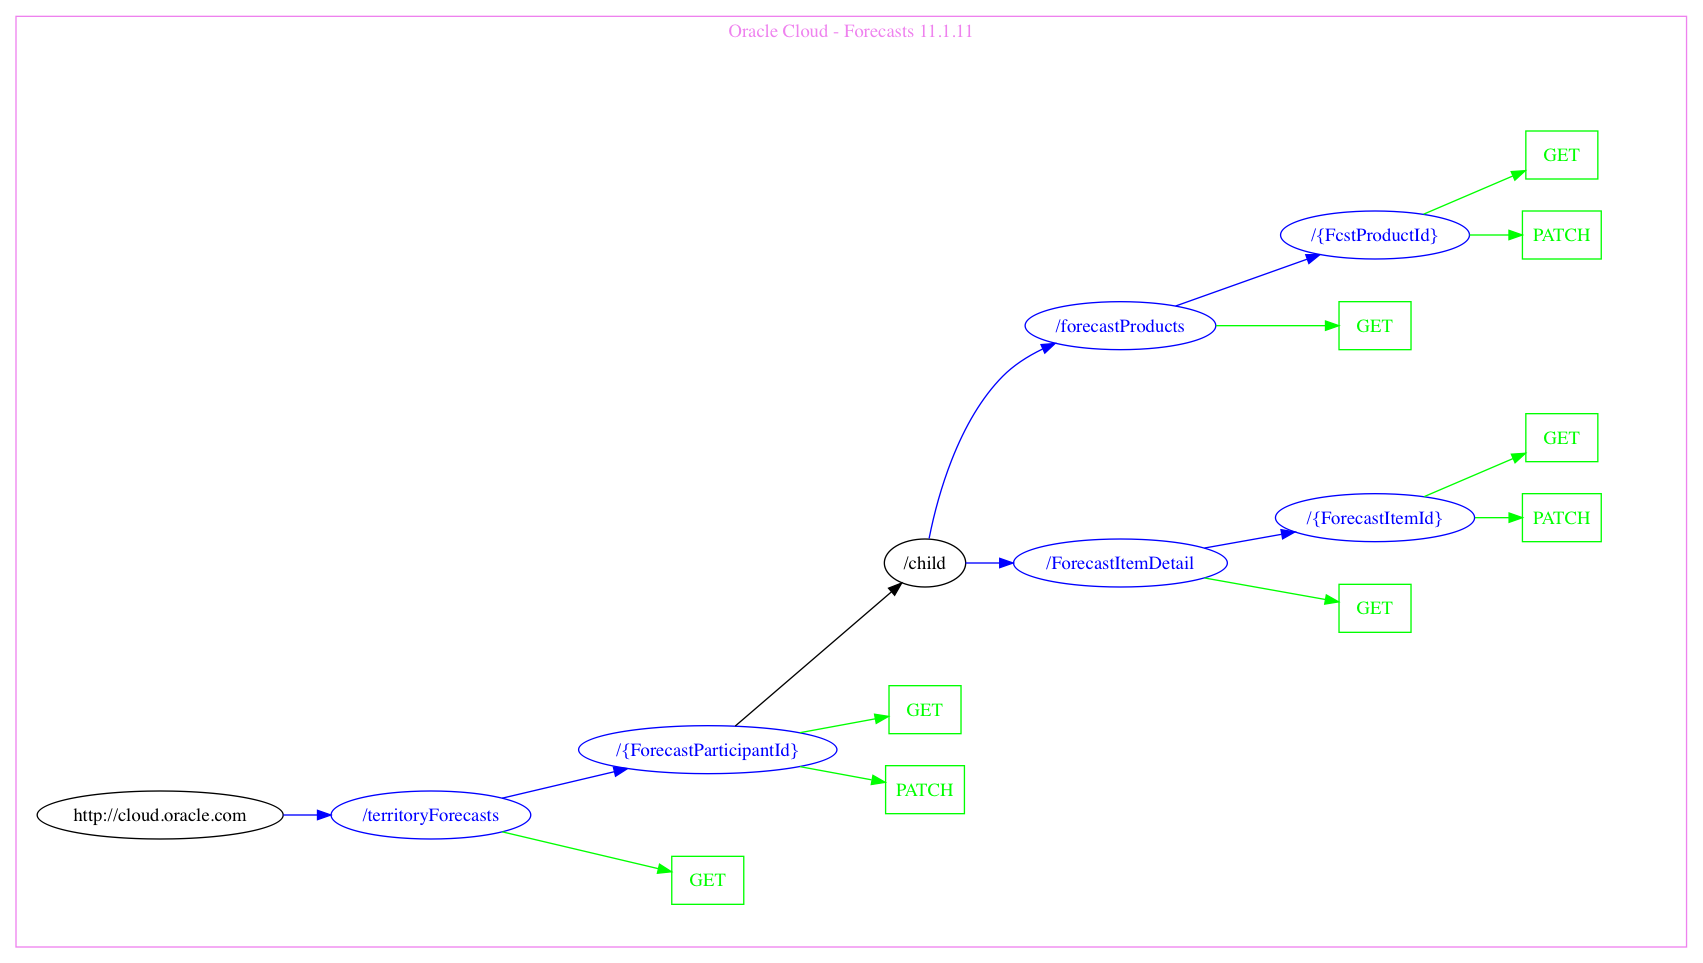 Oracle Cloud - Forecasts 11.1.11
GET
/{FcstProductId}
PATCH
/forecastProducts
GET
GET
/{ForecastItemId}
PATCH
/child
/ForecastItemDetail
GET
GET
/{ForecastParticipantId}
PATCH
http://cloud.oracle.com
/territoryForecasts
GET